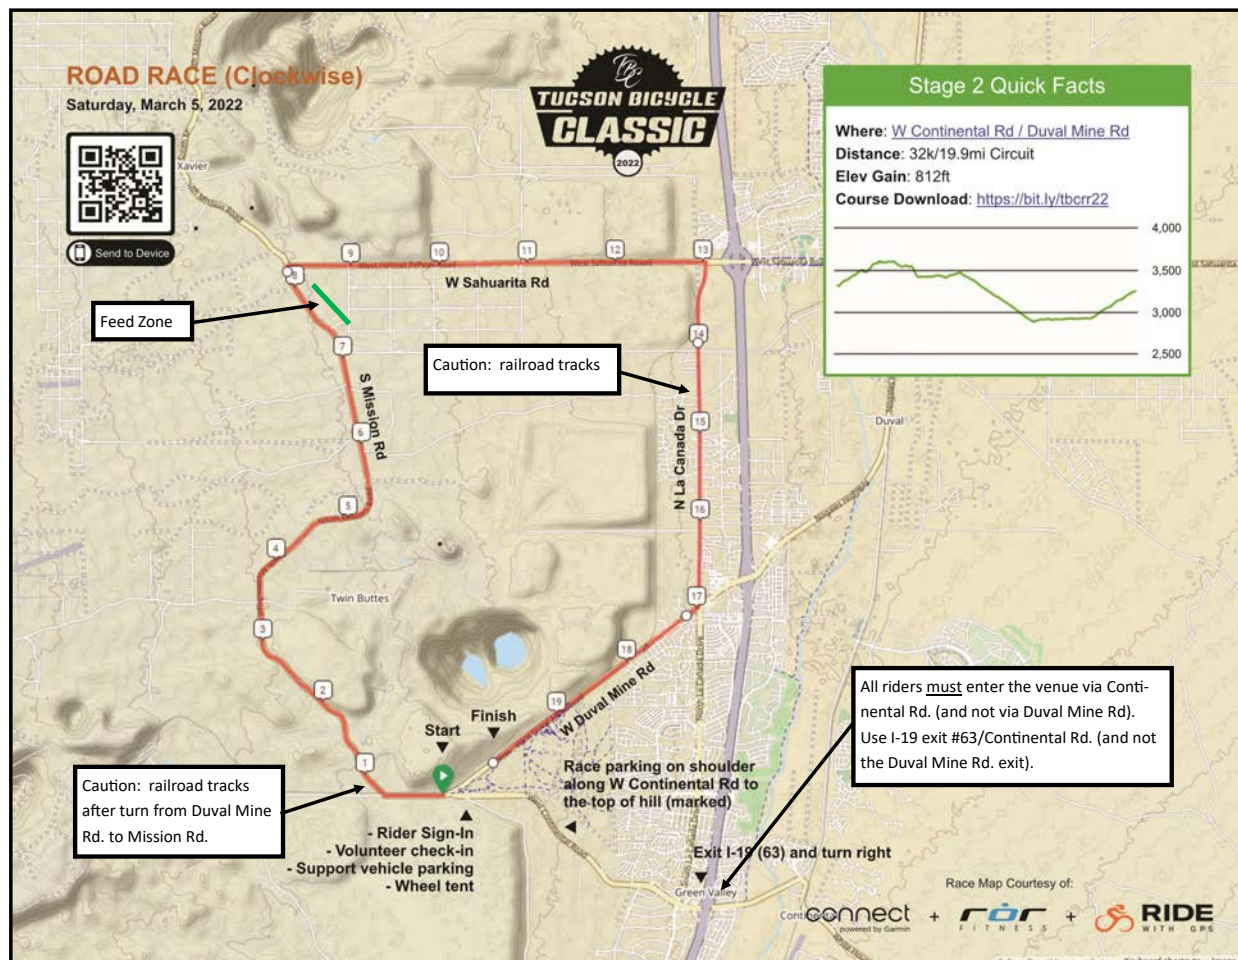 ROAD RACE (Clockwise)
Saturday, March 5, 2022
Send to Device
TBC
TUCSON BICYCLE
CLASSIC
2022
Stage 2 Quick Facts
Where: W Continental Rd / Duval Mine Rd
Distance: 32k/19.9mi Circuit
Elev Gain: 812ft
Course Download: https://bit.ly/tbcrr22
4,000
3,500
3,000
2,500
Xavier
8
9
10
11
12
13
W Sahuarita Rd
Feed Zone
7
14
Caution: railroad tracks
S Mission Rd
6
15
N La Canada Dr
Duval
5
16
4
Twin Buttes
17
3
18
2
W Duval Mine Rd
19
All riders must enter the venue via Conti-
nental Rd. (and not via Duval Mine Rd).
Use I-19 exit #63/Continental Rd. (and not
the Duval Mine Rd. exit).
Finish
Start
1
Caution: railroad tracks
after turn from Duval Mine
Rd. to Mission Rd.
Race parking on shoulder
along W Continental Rd to
the top of hill (marked)
- Rider Sign-In
- Volunteer check-in
- Support vehicle parking
- Wheel tent
Exit I-19 (63) and turn right
Green Valley
Continental
West Continental Road
Race Map Courtesy of:
connect
powered by Garmin
+
rör
FITNESS
+
RIDE
WITH GPS